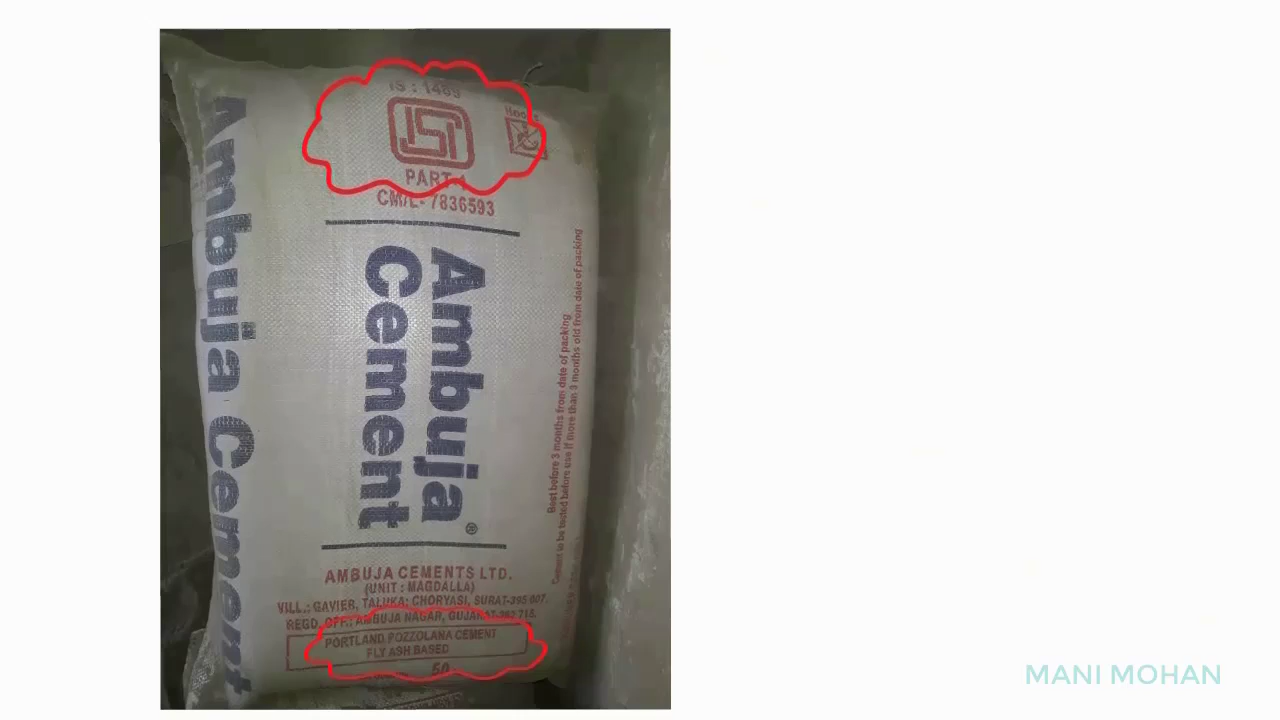 IS : 1489
PART-1
CM/L- 7836593
Ambuja
Cement
Ambuja Cement
Best before 3 months from date of packing
Cement to be tested before use if more than 3 months old from date of packing
AMBUJA CEMENTS LTD.
(UNIT : MAGDALLA)
VILL.: GAVIER, TALUKA: CHORYASI, SURAT-395 007.
REGD. OFF.: AMBUJA NAGAR, GUJARAT-362 715.
PORTLAND POZZOLANA CEMENT
FLY ASH BASED
50
MANI MOHAN